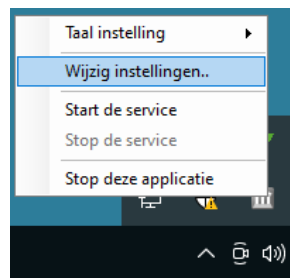 Taal instelling
Wijzig instellingen..
Start de service
Stop de service
Stop deze applicatie